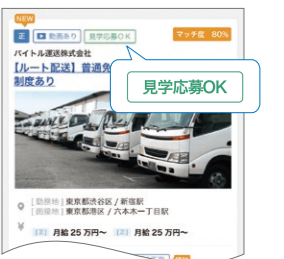 NEW
正 動画あり 見学応募OK マッチ度 80%
バイトル運送株式会社
【ルート配送】普通免
制度あり
見学応募OK
[勤務地] 東京都渋谷区 / 新宿駅
[面接地] 東京都港区 / 六本木一丁目駅
[正] 月給 25 万円〜 [正] 月給 25 万円〜